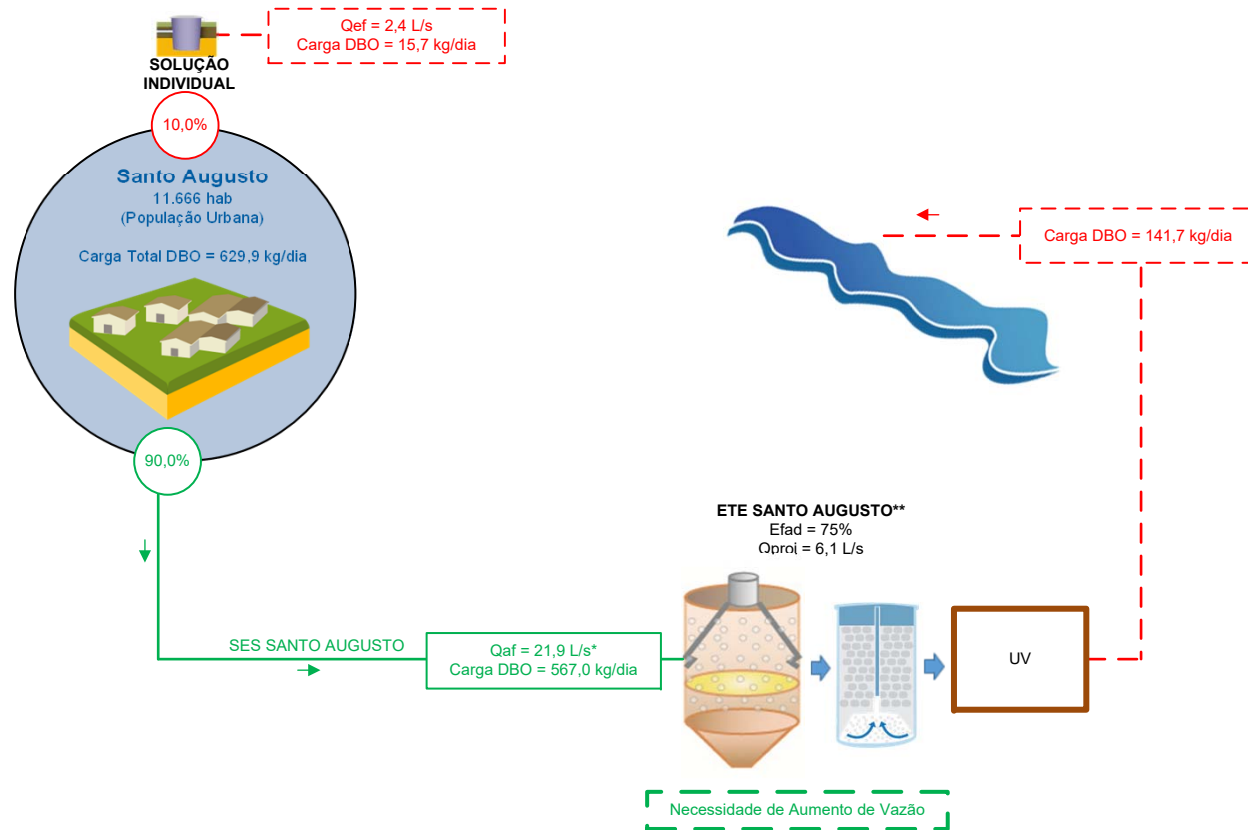 Qef = 2,4 L/s
Carga DBO = 15,7 kg/dia
SOLUÇÃO
INDIVIDUAL
10,0%
Santo Augusto
11.666 hab
(População Urbana)
Carga Total DBO = 629,9 kg/dia
90,0%
Carga DBO = 141,7 kg/dia
ETE SANTO AUGUSTO**
Efad = 75%
Qproj = 6,1 L/s
SES SANTO AUGUSTO
Qaf = 21,9 L/s*
Carga DBO = 567,0 kg/dia
UV
Necessidade de Aumento de Vazão